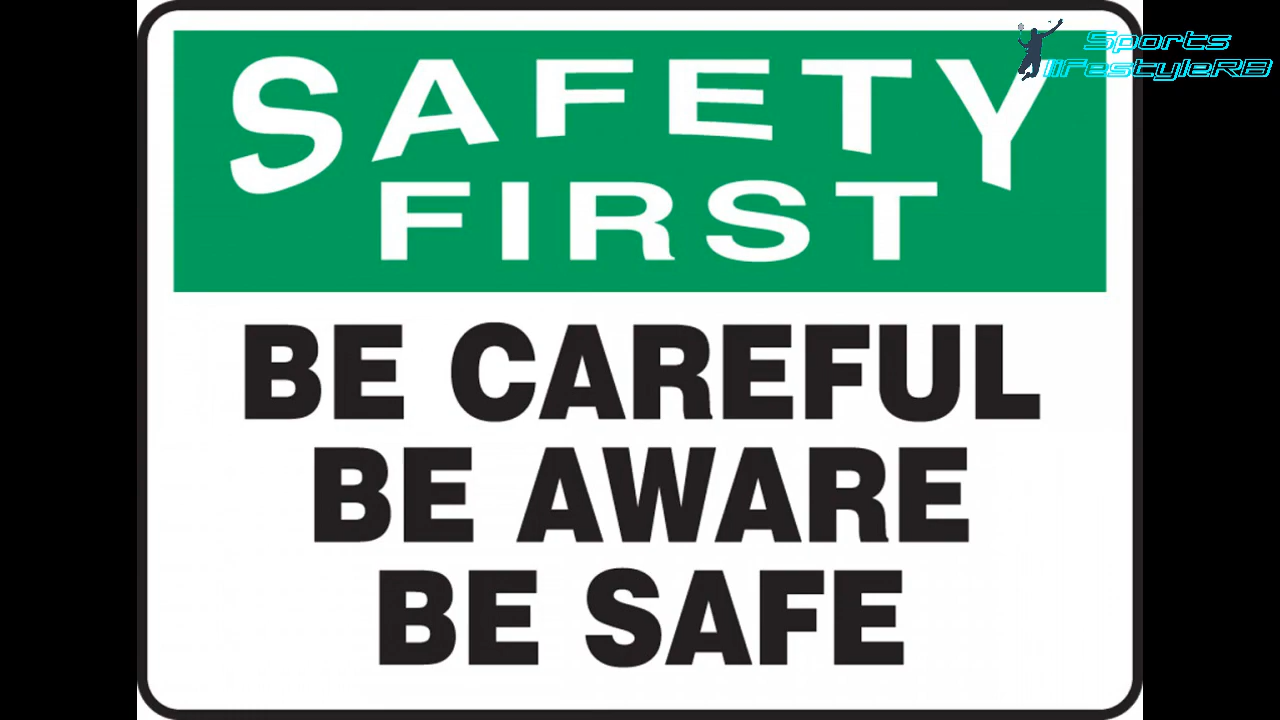 Sports
lifestyleRB
SAFETY
FIRST
BE CAREFUL
BE AWARE
BE SAFE